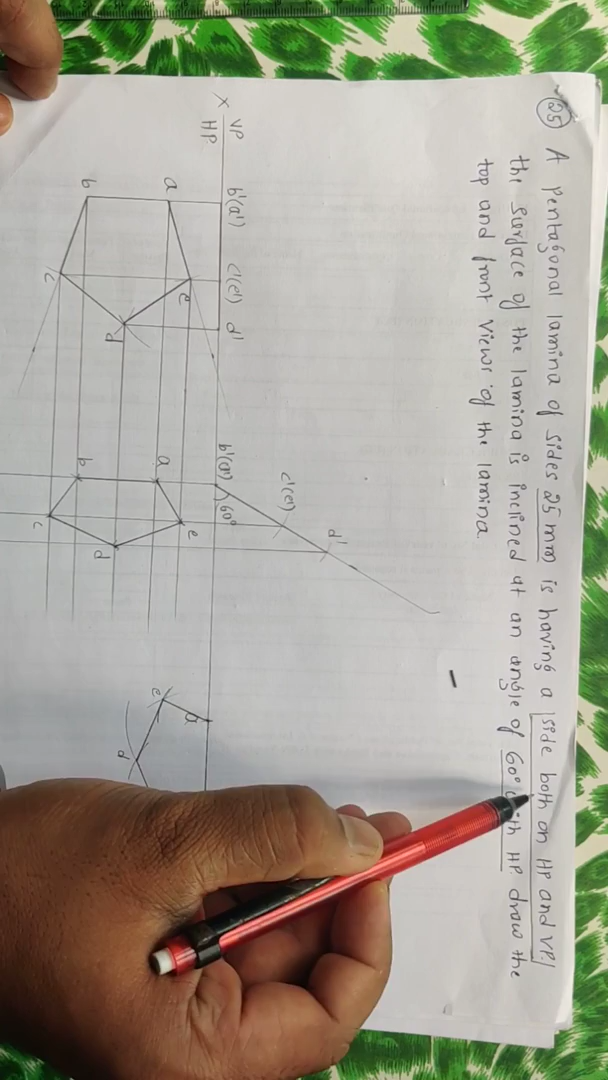 25 A pentagonal lamina of sides 25 mm is having a side both on HP and VP.
the surface of the lamina is inclined at an angle of 60° with HP. draw the
top and front views of the lamina
X VP
HP
b'(a') c'(e') d'
a
b
c
d
e
b'(a') 60° c'(e') d'
a
b
c
d
e
a
e
d